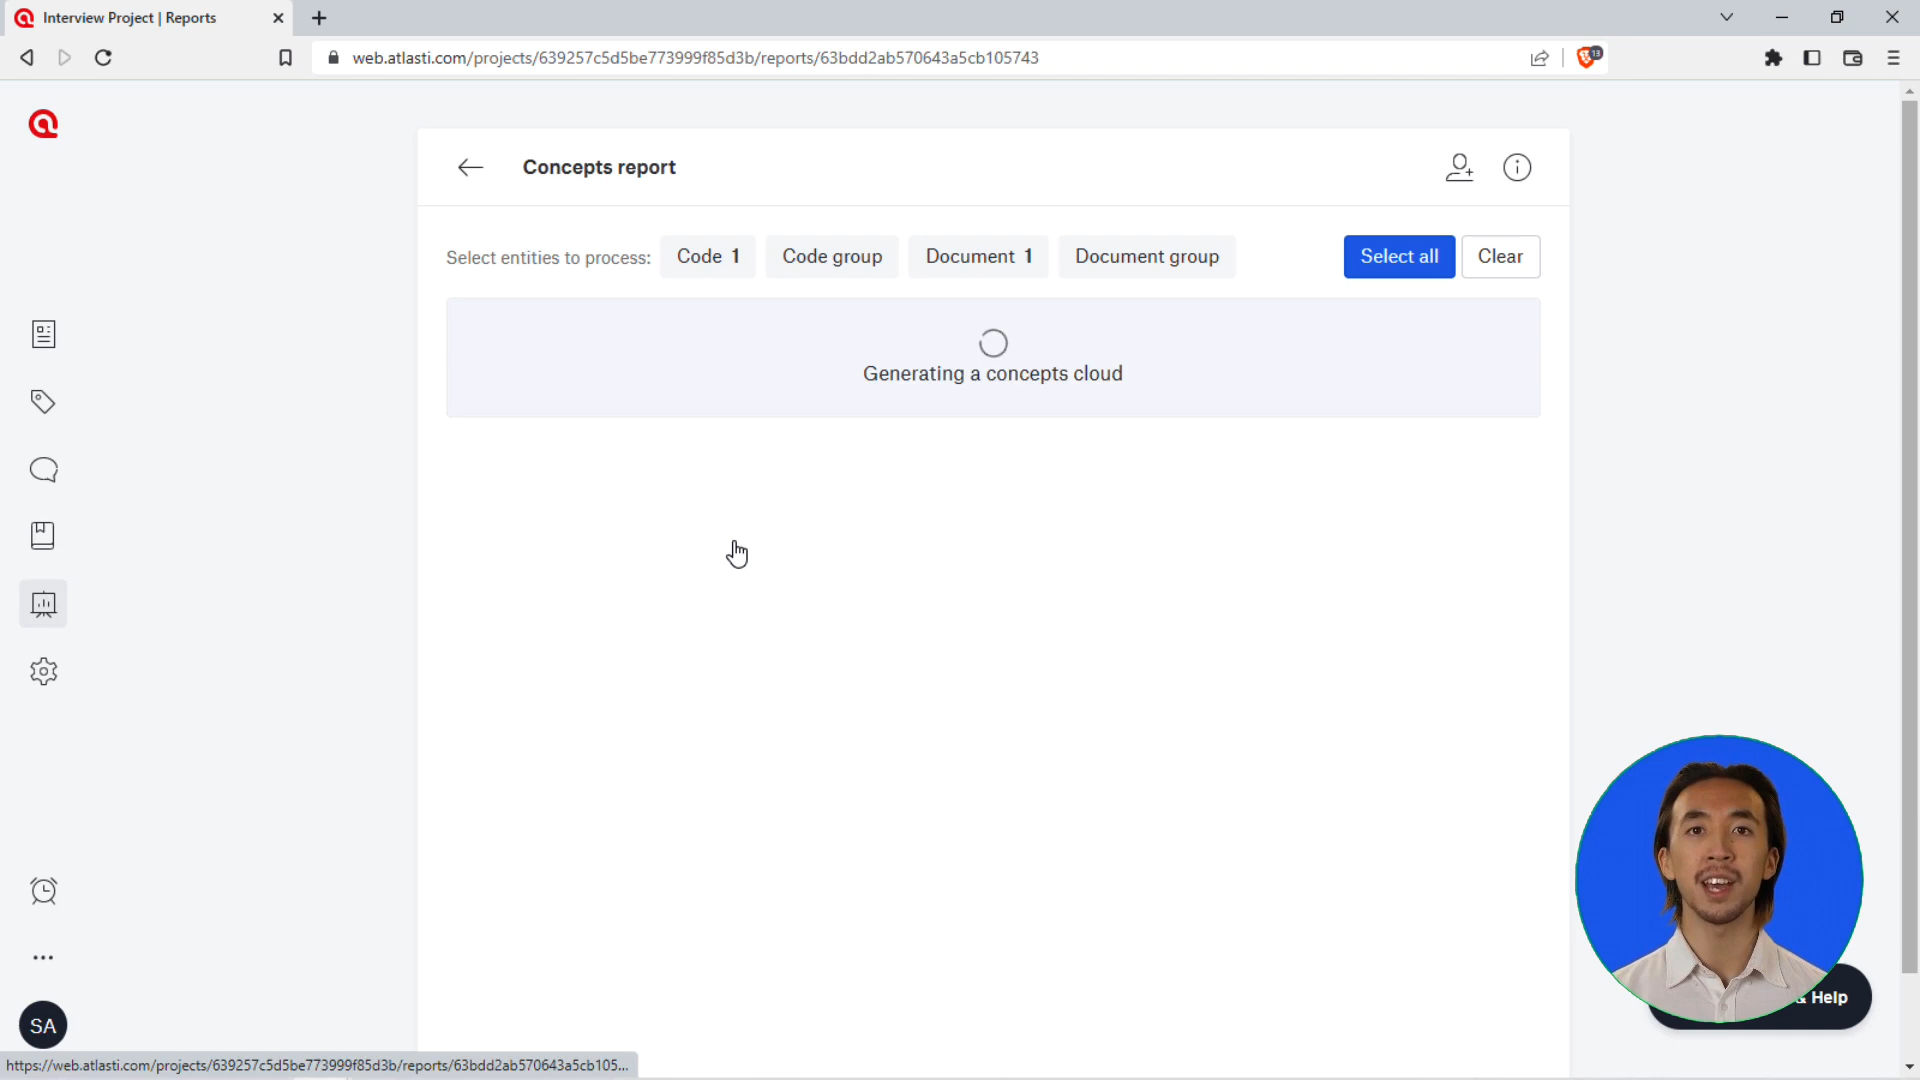 Interview Project | Reports
web.atlasti.com/projects/639257c5d5be773999f85d3b/reports/63bdd2ab570643a5cb105743
13
Concepts report
Select entities to process:
Code 1
Code group
Document 1
Document group
Select all
Clear
Generating a concepts cloud
& Help
SA
https://web.atlasti.com/projects/639257c5d5be773999f85d3b/reports/63bdd2ab570643a5cb105...